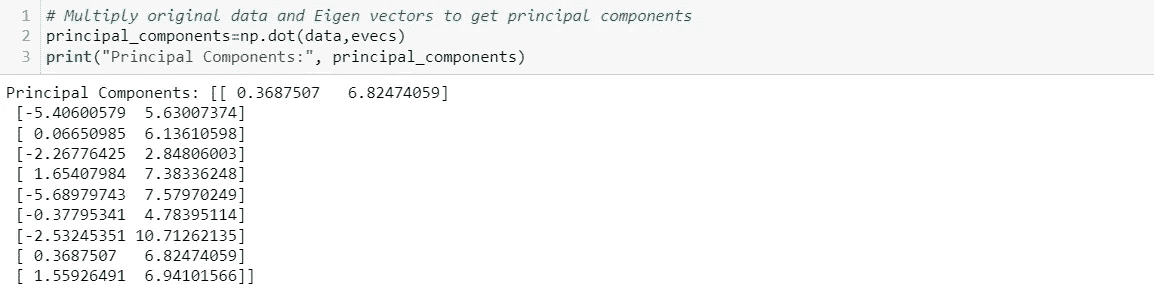 1 # Multiply original data and Eigen vectors to get principal components
2 principal_components=np.dot(data,evecs)
3 print("Principal Components:", principal_components)
Principal Components: [[ 0.3687507   6.82474059]
 [-5.40600579  5.63007374]
 [ 0.06650985  6.13610598]
 [-2.26776425  2.84806003]
 [ 1.65407984  7.38336248]
 [-5.68979743  7.57970249]
 [-0.37795341  4.78395114]
 [-2.53245351 10.71262135]
 [ 0.3687507   6.82474059]
 [ 1.55926491  6.94101566]]